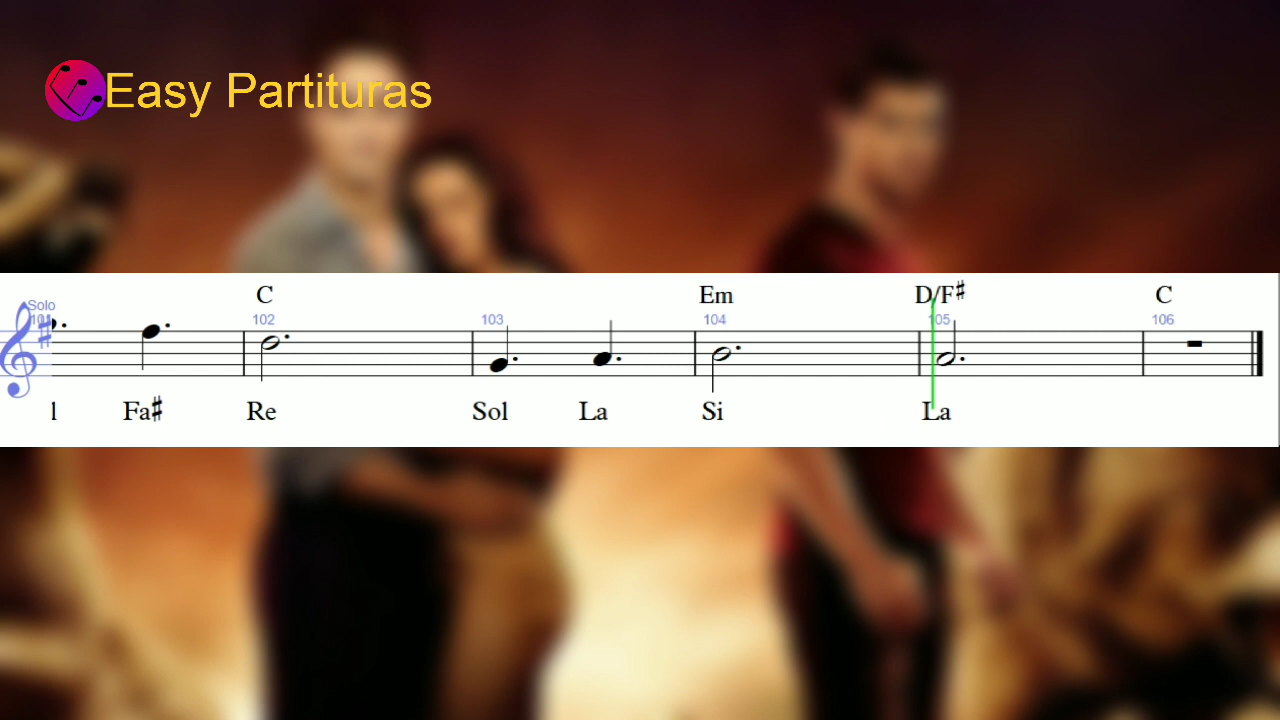 Easy Partituras
C Em D/F♯ C
Solo
101 102 103 104 105 106
l Fa♯ Re Sol La Si La